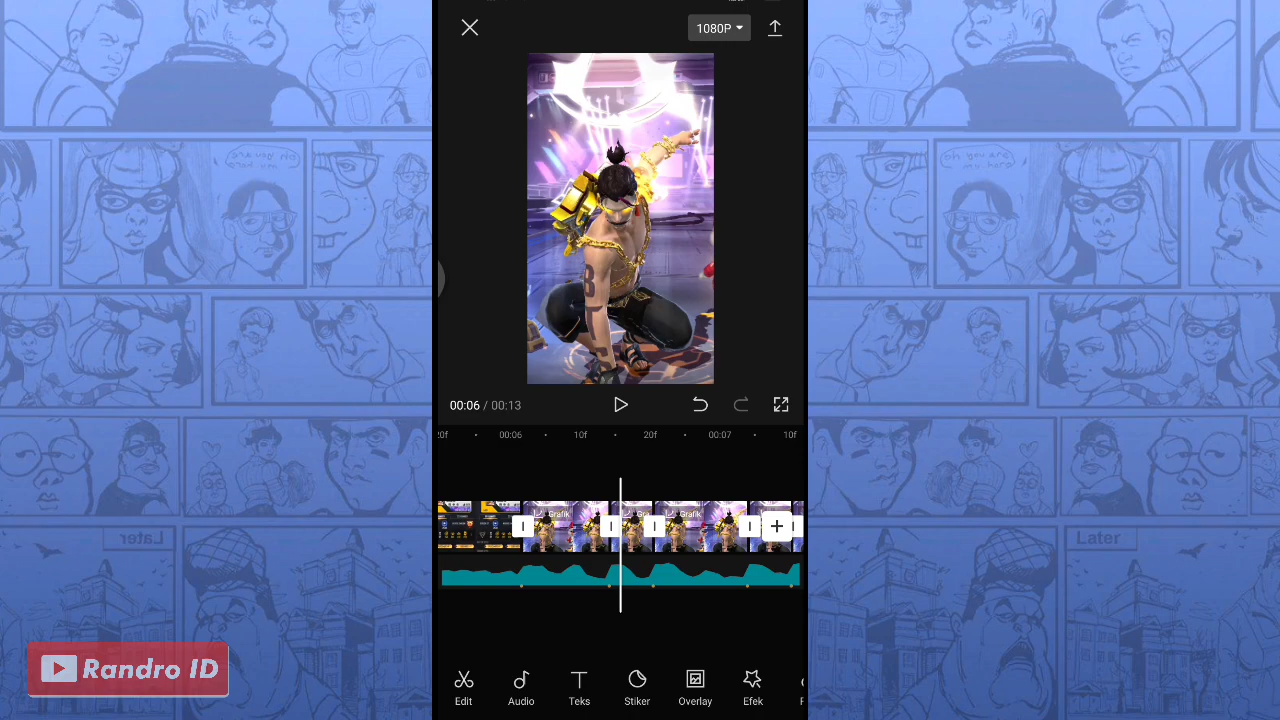 1080P
B
00:06 / 00:13
20f 00:06 10f 20f 00:07 10f
Grafik Gra Grafik
Edit Audio Teks Stiker Overlay Efek
Later
Randro ID